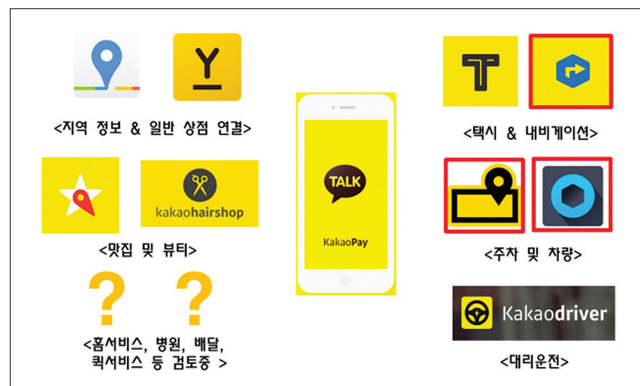 Y
<지역 정보 & 일반 상점 연결>
kakaohairshop
<맛집 및 뷰티>
? ?
<홈서비스, 병원, 배달,
퀵서비스 등 검토중 >
TALK
KakaoPay
T
<택시 & 내비게이션>
<주차 및 차량>
Kakaodriver
<대리운전>